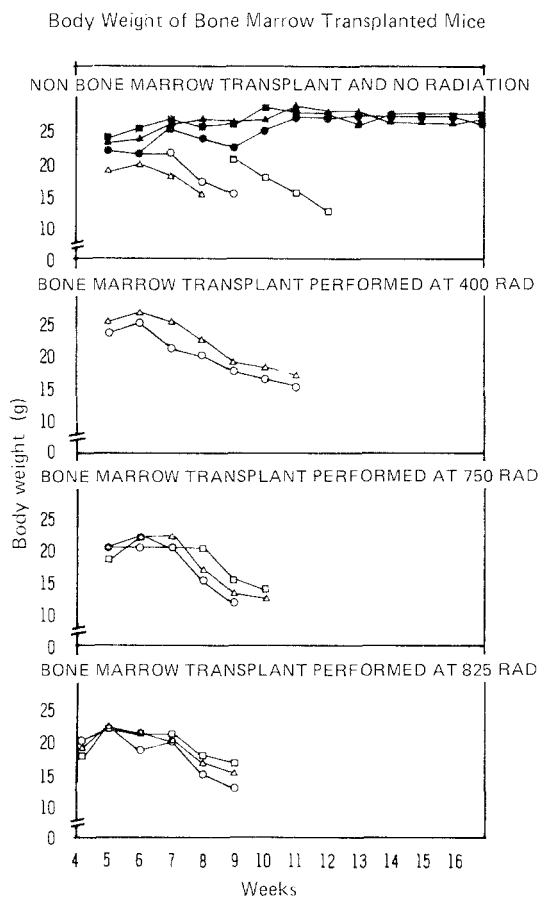 Body Weight of Bone Marrow Transplanted Mice
NON BONE MARROW TRANSPLANT AND NO RADIATION
25
20
15
10
0
BONE MARROW TRANSPLANT PERFORMED AT 400 RAD
25
20
15
10
0
BONE MARROW TRANSPLANT PERFORMED AT 750 RAD
25
20
15
10
0
BONE MARROW TRANSPLANT PERFORMED AT 825 RAD
25
20
15
10
0
Body weight (g)
4 5 6 7 8 9 10 11 12 13 14 15 16
Weeks